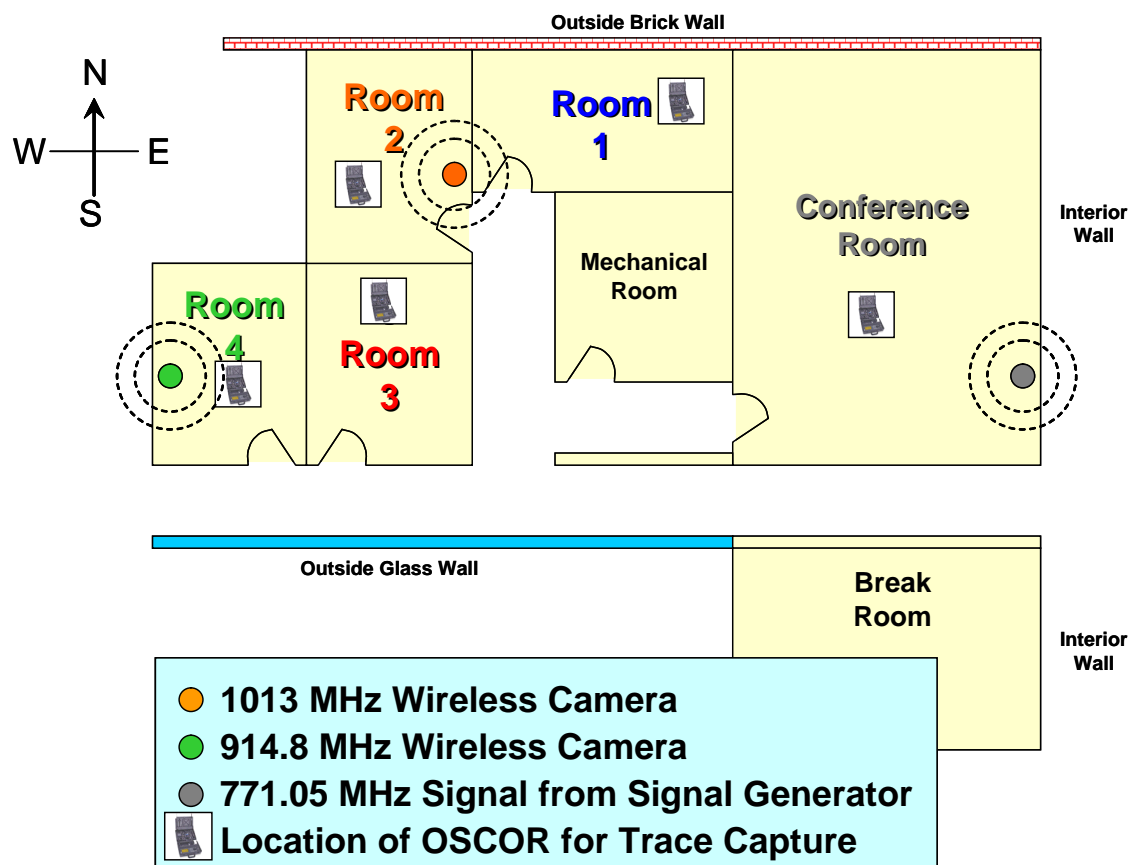 Outside Brick Wall
N
W
E
S
Room
2
Room
1
Conference
Room
Interior
Wall
Mechanical
Room
Room
4
Room
3
Outside Glass Wall
Break
Room
Interior
Wall
1013 MHz Wireless Camera
914.8 MHz Wireless Camera
771.05 MHz Signal from Signal Generator
Location of OSCOR for Trace Capture